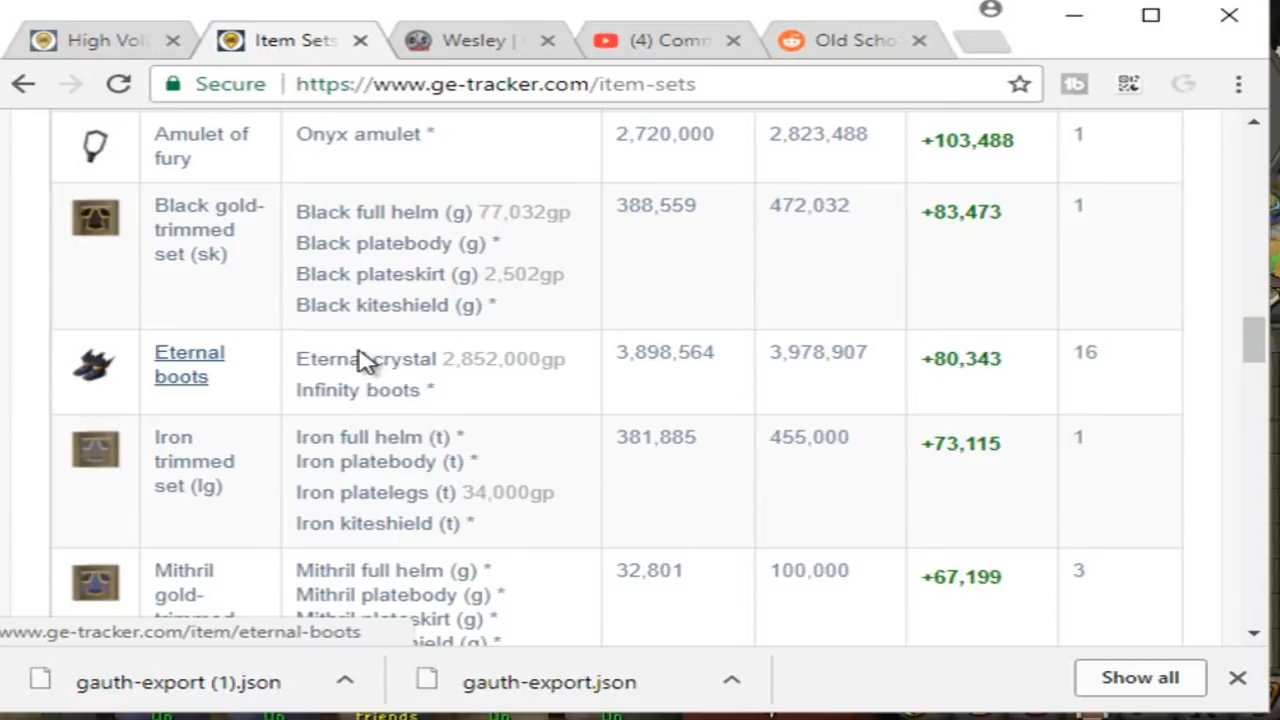 High Vol
Item Sets
Wesley |
(4) Comm
Old Scho
Secure
https://www.ge-tracker.com/item-sets
Amulet of
fury
Onyx amulet *
2,720,000
2,823,488
+103,488
1
Black gold-
trimmed
set (sk)
Black full helm (g) 77,032gp
Black platebody (g) *
Black plateskirt (g) 2,502gp
Black kiteshield (g) *
388,559
472,032
+83,473
1
Eternal
boots
Eternal crystal 2,852,000gp
Infinity boots *
3,898,564
3,978,907
+80,343
16
Iron
trimmed
set (lg)
Iron full helm (t) *
Iron platebody (t) *
Iron platelegs (t) 34,000gp
Iron kiteshield (t) *
381,885
455,000
+73,115
1
Mithril
gold-
trimmed
Mithril full helm (g) *
Mithril platebody (g) *
Mithril plateskirt (g) *
32,801
100,000
+67,199
3
www.ge-tracker.com/item/eternal-boots
gauth-export (1).json
gauth-export.json
Show all